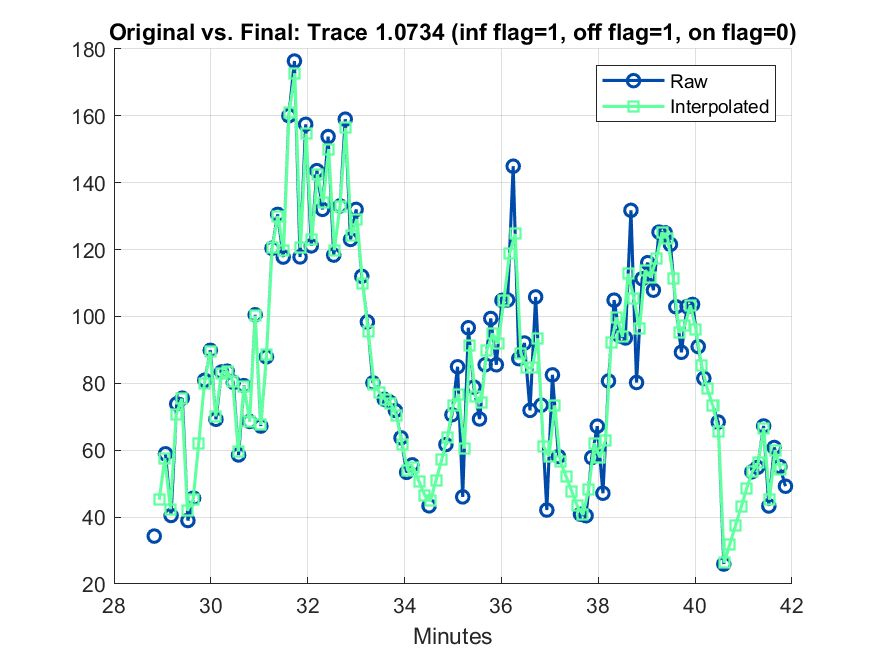 Original vs. Final: Trace 1.0734 (inf flag=1, off flag=1, on flag=0)
180
160
140
120
100
80
60
40
20
28 30 32 34 36 38 40 42
Minutes
Raw
Interpolated